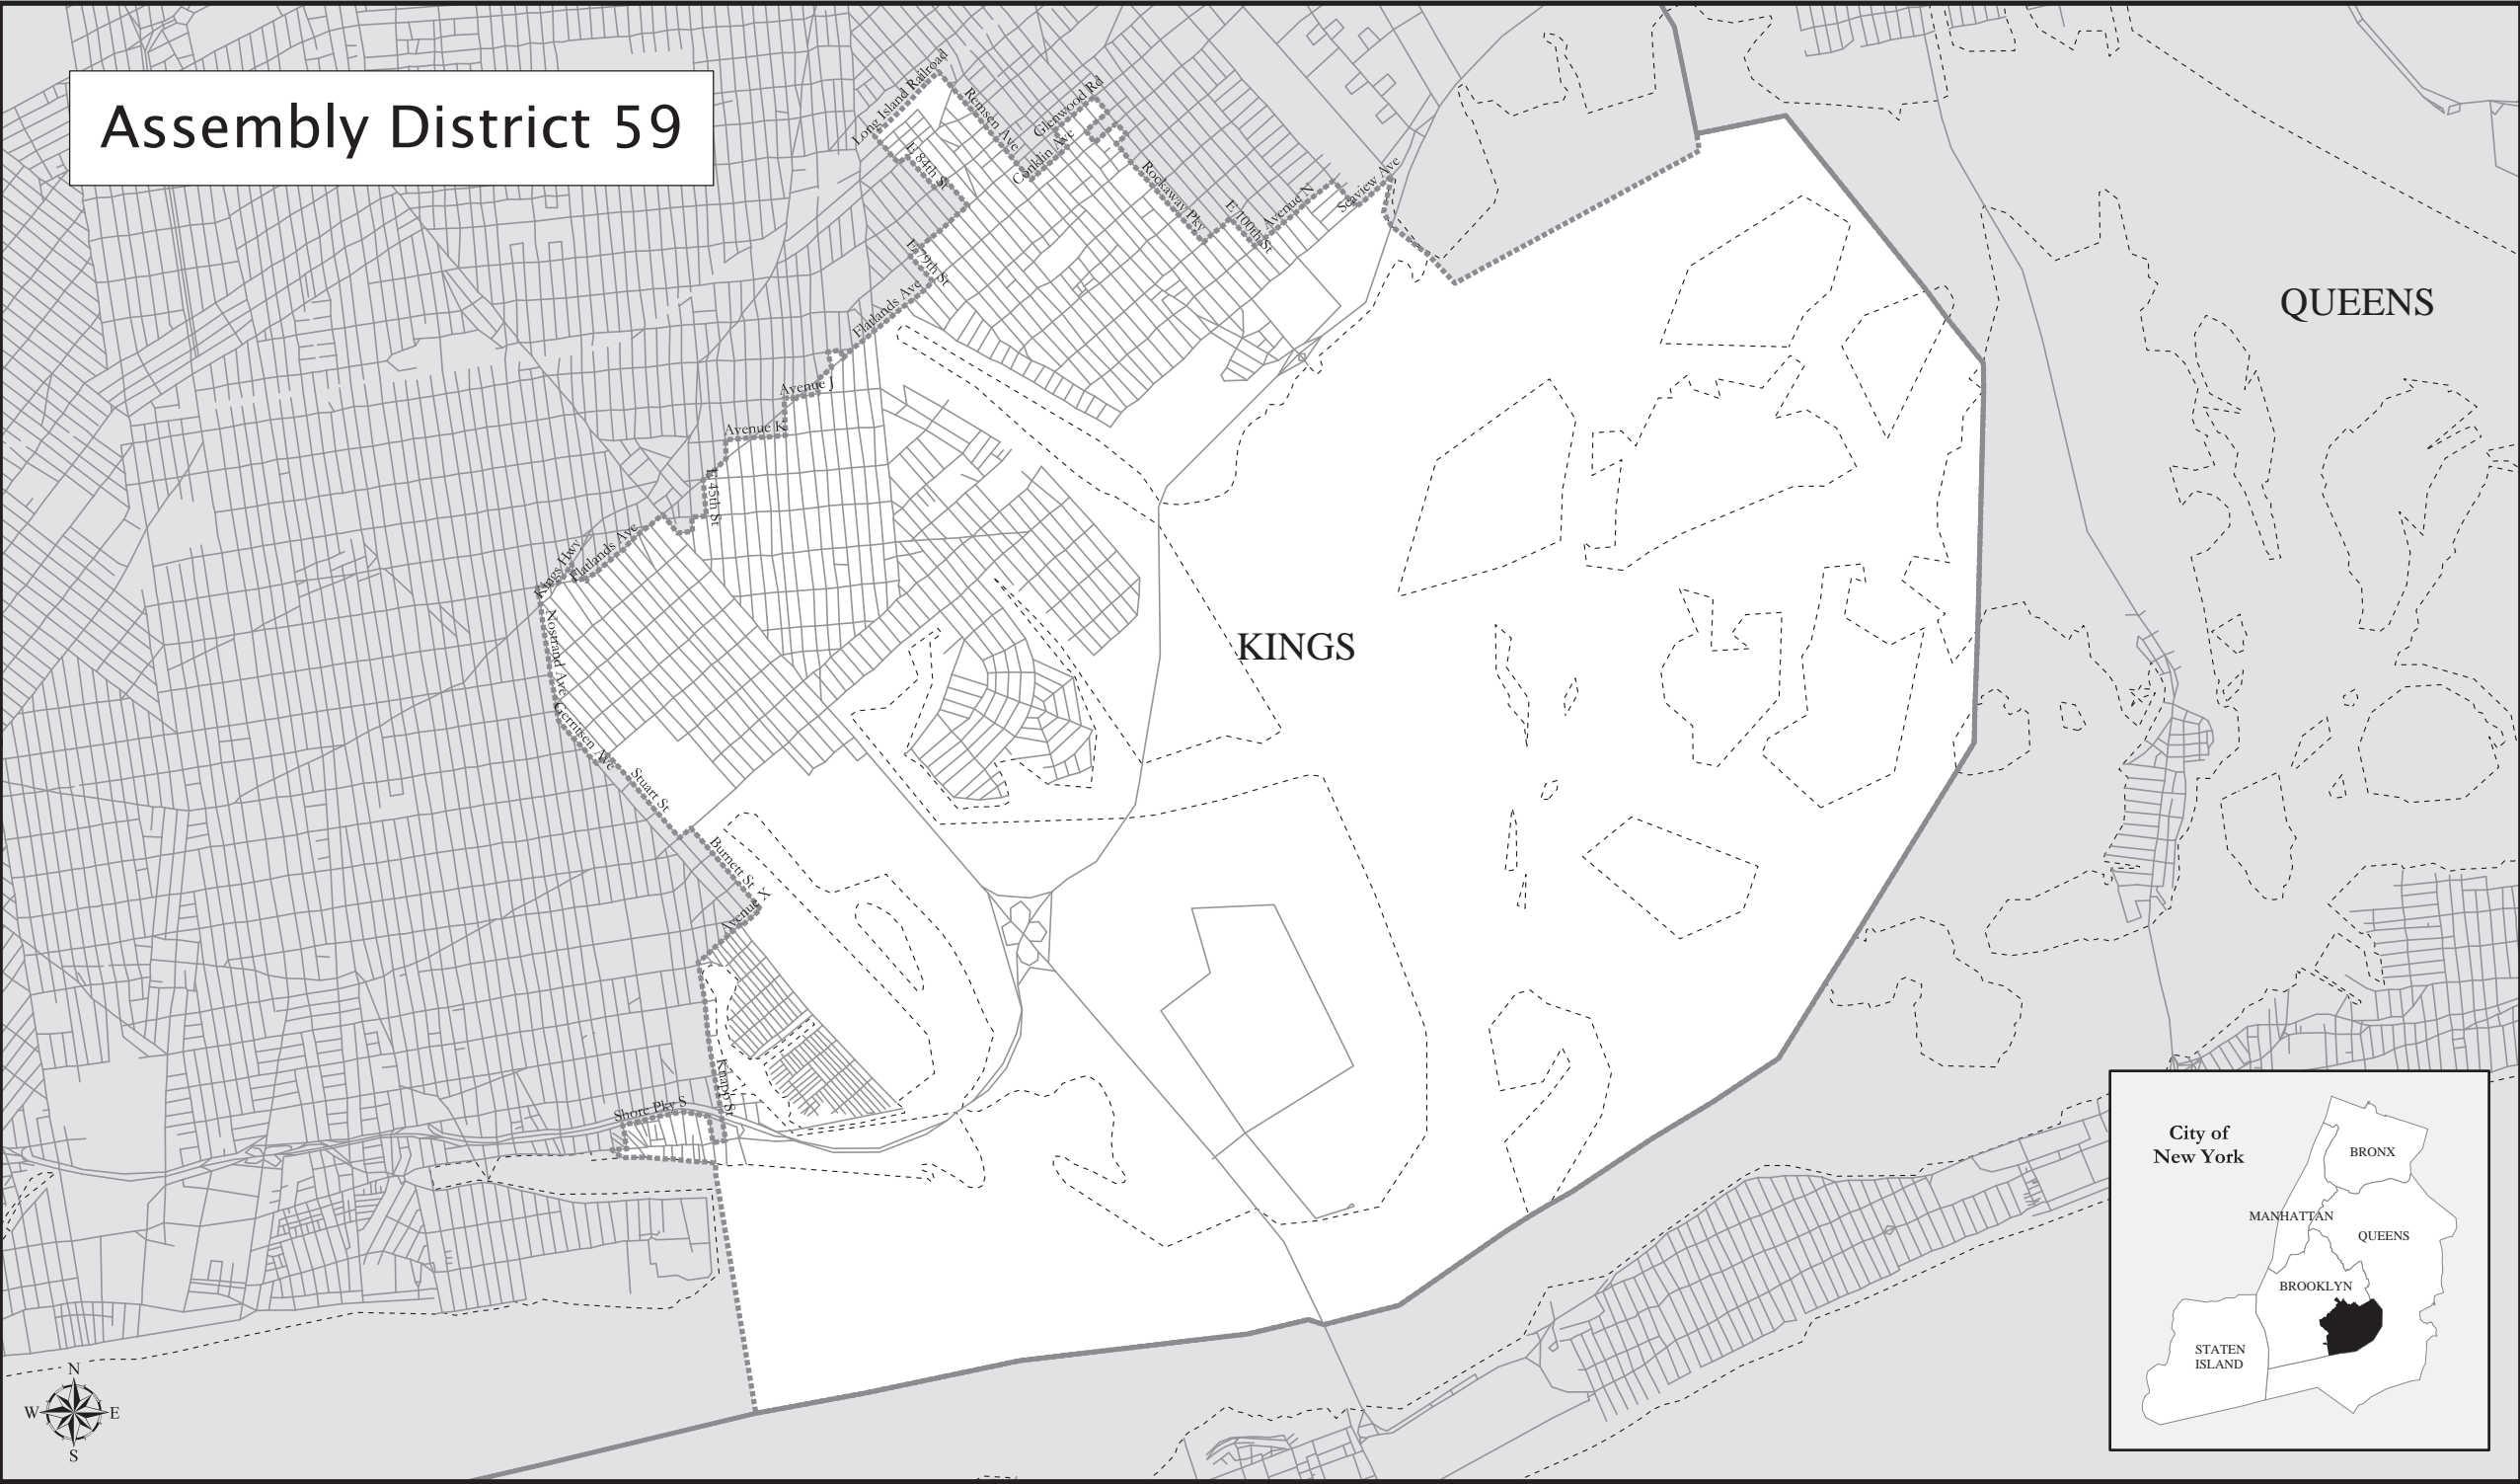 Assembly District 59
Long Island Railroad
Remsen Ave
Glenwood Rd
Conklin Ave
E 84th St
Rockaway Pky
E 100th St
Avenue N
Seaview Ave
E 79th St
Flatlands Ave
QUEENS
Avenue J
Avenue K
E 45th St
Kings Hwy
Flatlands Ave
Nostrand Ave
KINGS
Gerritsen Ave
Stuart St
Burnett St
Avenue X
Knapp St
Shore Pky S
City of
New York
BRONX
MANHATTAN
QUEENS
BROOKLYN
STATEN
ISLAND
N
W E
S